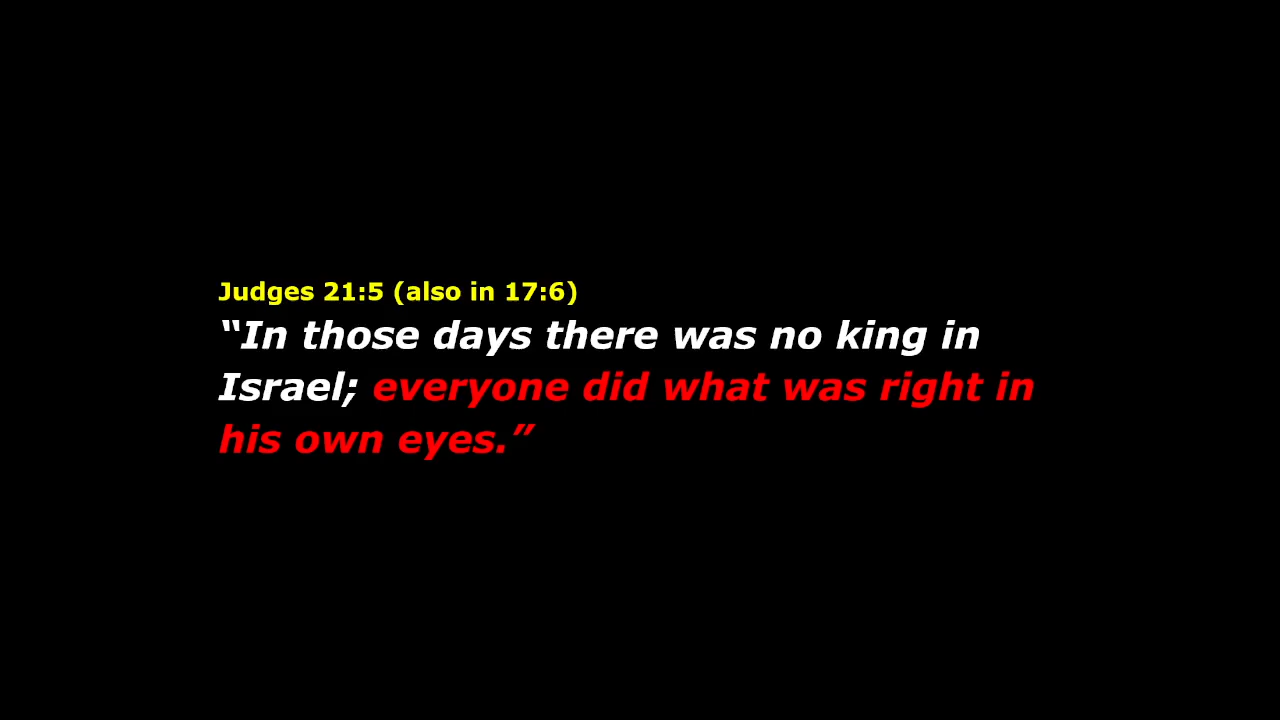 Judges 21:5 (also in 17:6)
“In those days there was no king in
Israel; everyone did what was right in
his own eyes.”